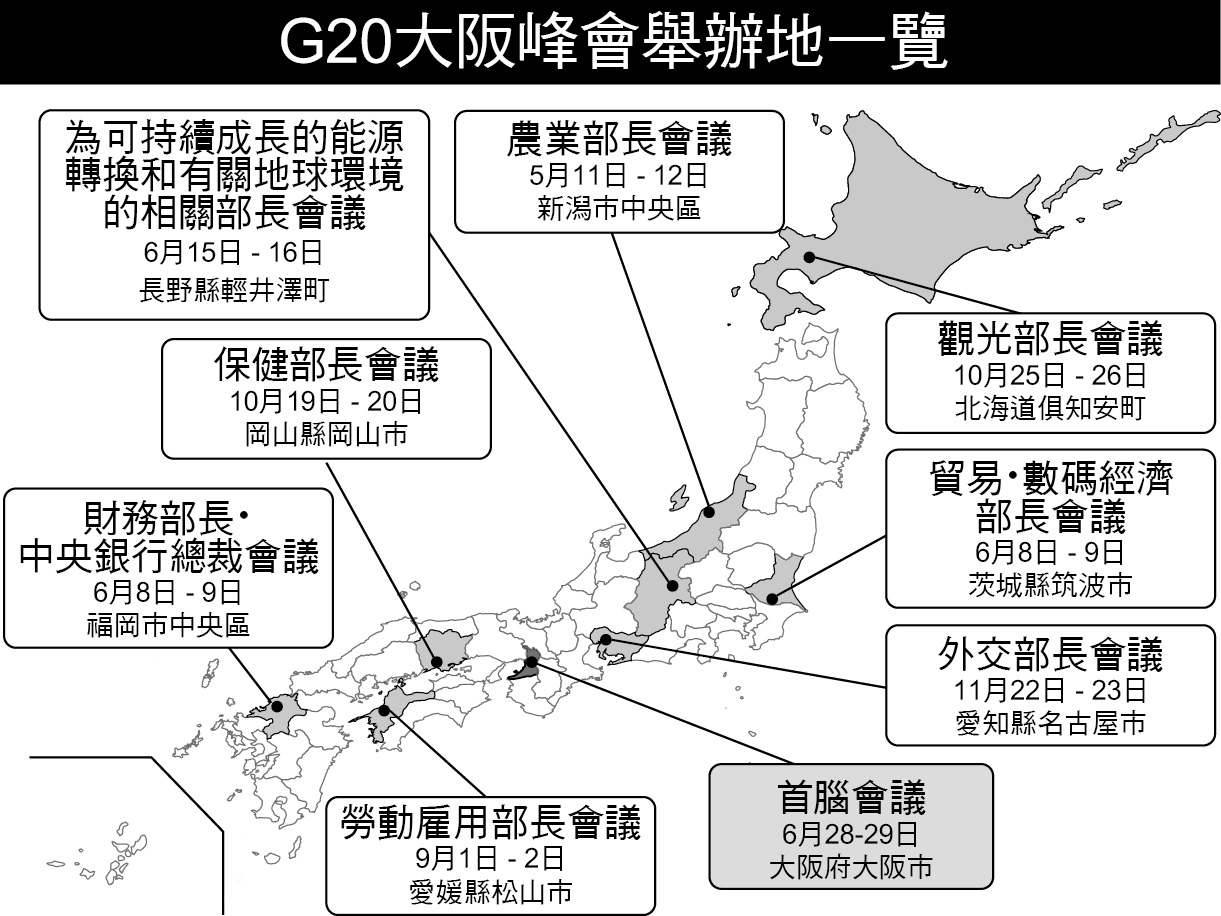 G20大阪峰會舉辦地一覽
為可持續成長的能源
轉換和有關地球環境
的相關部長會議
6月15日 - 16日
長野縣輕井澤町
農業部長會議
5月11日 - 12日
新潟市中央區
保健部長會議
10月19日 - 20日
岡山縣岡山市
觀光部長會議
10月25日 - 26日
北海道俱知安町
財務部長・
中央銀行總裁會議
6月8日 - 9日
福岡市中央區
貿易・數碼經濟
部長會議
6月8日 - 9日
茨城縣筑波市
外交部長會議
11月22日 - 23日
愛知縣名古屋市
勞動雇用部長會議
9月1日 - 2日
愛媛縣松山市
首腦會議
6月28-29日
大阪府大阪市